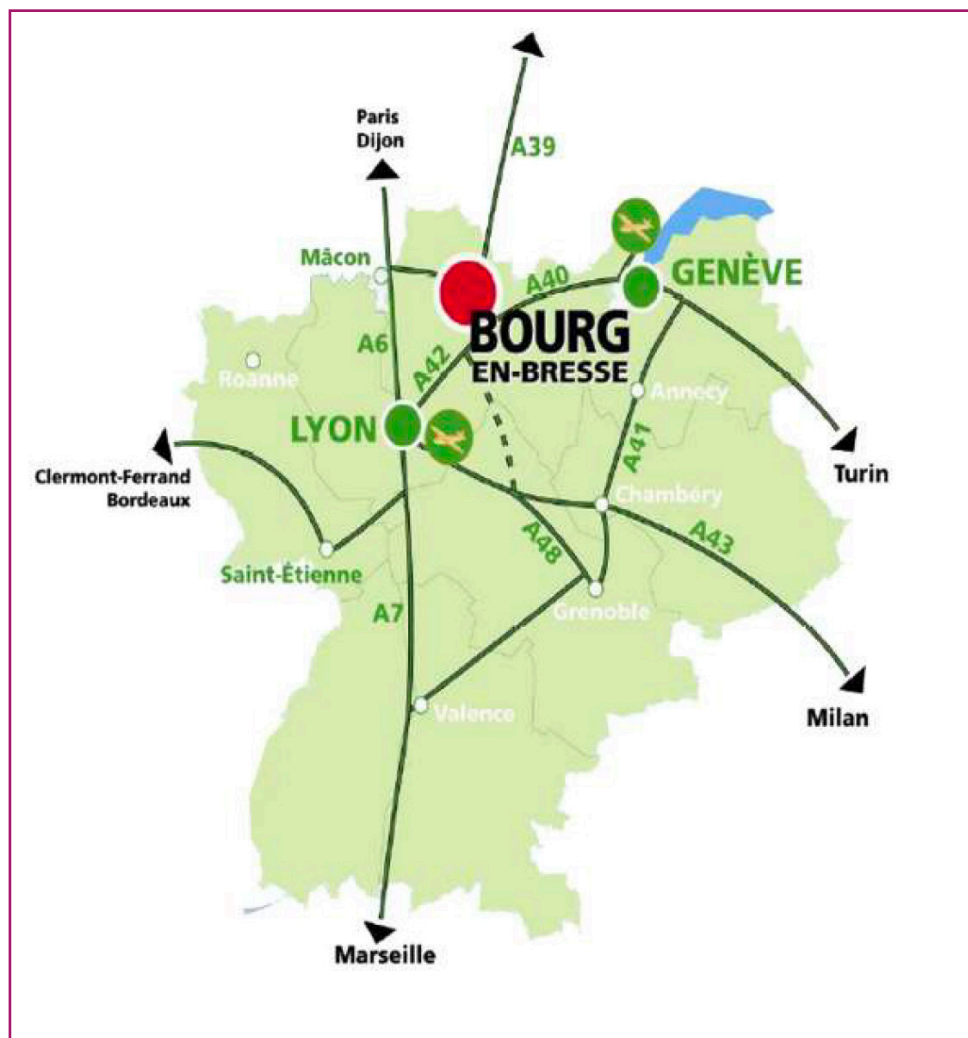 Paris
Dijon
A39
Mâcon
A40
GENÈVE
A6
A42
BOURG
EN-BRESSE
Roanne
Annecy
LYON
A41
Clermont-Ferrand
Bordeaux
Turin
Chambéry
A43
A48
Saint-Étienne
A7
Grenoble
Valence
Milan
Marseille